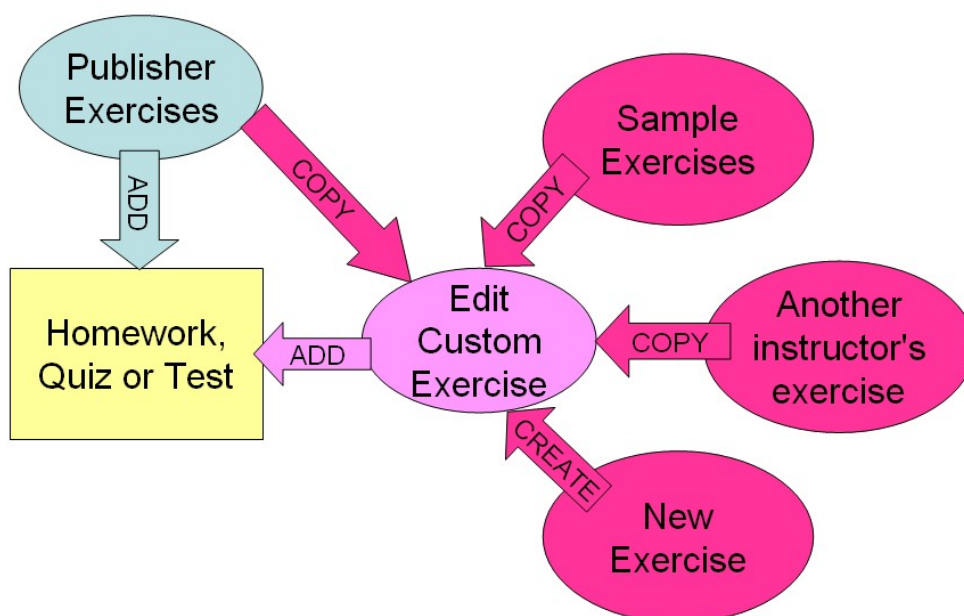 Publisher
Exercises
ADD
COPY
Sample
Exercises
COPY
Homework,
Quiz or Test
ADD
Edit
Custom
Exercise
COPY
Another
instructor's
exercise
CREATE
New
Exercise